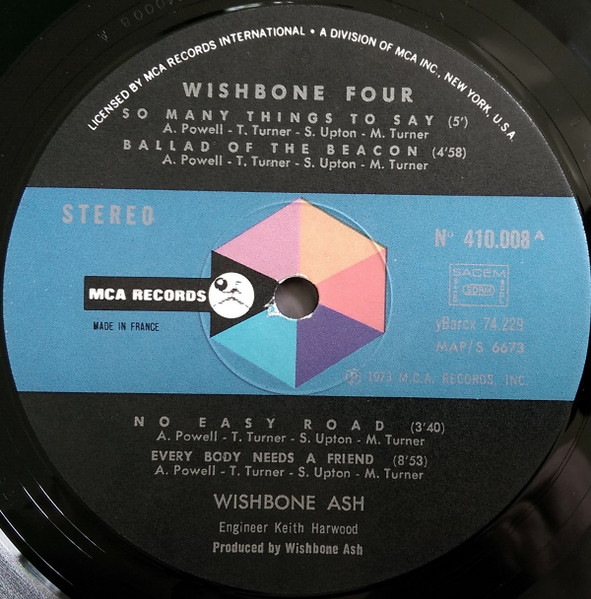 LICENSED BY MCA RECORDS INTERNATIONAL • A DIVISION OF MCA INC., NEW YORK, U.S.A.
WISHBONE FOUR
SO MANY THINGS TO SAY (5')
A. Powell - T. Turner - S. Upton - M. Turner
BALLAD OF THE BEACON (4'58)
A. Powell - T. Turner - S. Upton - M. Turner
STEREO
N° 410.008 A
SACEM
MCA RECORDS
MADE IN FRANCE
yBarcx 74.229
MAP/S 6673
℗ 1973 M.C.A. RECORDS, INC.
NO EASY ROAD (3'40)
A. Powell - T. Turner - S. Upton - M. Turner
EVERY BODY NEEDS A FRIEND (8'53)
A. Powell - T. Turner - S. Upton - M. Turner
WISHBONE ASH
Engineer Keith Harwood
Produced by Wishbone Ash